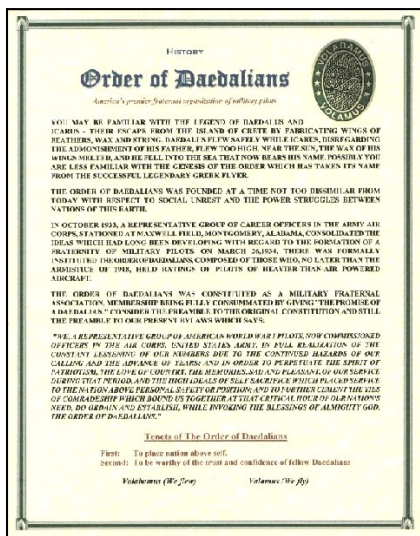 HISTORY
Order of Daedalians
America's premier fraternal organization of military pilots
VOLABAMUS
VOLAMUS
YOU MAY BE FAMILIAR WITH THE LEGEND OF DAEDALUS AND
ICARUS - THEIR ESCAPE FROM THE ISLAND OF CRETE BY FABRICATING WINGS OF
FEATHERS, WAX AND STRING. DAEDALUS FLEW SAFELY WHILE ICARUS, DISREGARDING
THE ADMONISHMENT OF HIS FATHER, FLEW TOO HIGH. NEAR THE SUN, THE WAX OF HIS
WINGS MELTED, AND HE FELL INTO THE SEA THAT NOW BEARS HIS NAME. POSSIBLY YOU
ARE LESS FAMILIAR WITH THE GENESIS OF THE ORDER WHICH HAS TAKEN ITS NAME
FROM THE SUCCESSFUL LEGENDARY GREEK FLYER.
THE ORDER OF DAEDALIANS WAS FOUNDED AT A TIME NOT TOO DISSIMILAR FROM
TODAY WITH RESPECT TO SOCIAL UNREST AND THE POWER STRUGGLES BETWEEN
NATIONS OF THIS EARTH.
IN OCTOBER 1933, A REPRESENTATIVE GROUP OF CAREER OFFICERS IN THE ARMY AIR
CORPS, STATIONED AT MAXWELL FIELD, MONTGOMERY, ALABAMA, CONSOLIDATED THE
IDEAS WHICH HAD LONG BEEN DEVELOPING WITH REGARD TO THE FORMATION OF A
FRATERNITY OF MILITARY PILOTS ON MARCH 26, 1934, THERE WAS FORMALLY
INSTITUTED THE ORDER OF DAEDALIANS, COMPOSED OF THOSE WHO, NO LATER THAN THE
ARMISTICE OF 1918, HELD RATINGS OF PILOTS OF HEAVIER-THAN-AIR POWERED
AIRCRAFT.
THE ORDER OF DAEDALIANS WAS CONSTITUTED AS A MILITARY FRATERNAL
ASSOCIATION, MEMBERSHIP BEING FULLY CONSUMMATED BY GIVING "THE PROMISE OF
A DAEDALIAN." CONSIDER THE PREAMBLE TO THE ORIGINAL CONSTITUTION AND STILL
THE PREAMBLE TO OUR PRESENT BYLAWS WHICH SAYS:
"WE, A REPRESENTATIVE GROUP OF AMERICAN WORLD WAR I PILOTS, NOW COMMISSIONED
OFFICERS IN THE AIR CORPS, UNITED STATES ARMY, IN FULL REALIZATION OF THE
CONSTANT LESSENING OF OUR NUMBERS DUE TO THE CONTINUED HAZARDS OF OUR
CALLING AND THE ADVANCE OF YEARS; AND IN ORDER TO PERPETUATE THE SPIRIT OF
PATRIOTISM, THE LOVE OF COUNTRY, THE MEMORIES, SAD AND PLEASANT, OF OUR SERVICE
DURING THAT PERIOD, AND THE HIGH IDEALS OF SELF SACRIFICE WHICH PLACED SERVICE
TO THE NATION ABOVE PERSONAL SAFETY OR POSITION; AND TO FURTHER CEMENT THE TIES
OF COMRADESHIP WHICH BOUND US TOGETHER AT THAT CRITICAL HOUR OF OUR NATION'S
NEED, DO ORDAIN AND ESTABLISH, WHILE INVOKING THE BLESSINGS OF ALMIGHTY GOD,
THE ORDER OF DAEDALIANS."
Tenets of The Order of Daedalians
First: To place nation above self.
Second: To be worthy of the trust and confidence of fellow Daedalians
Volabamus (We flew) Volamus (We fly)